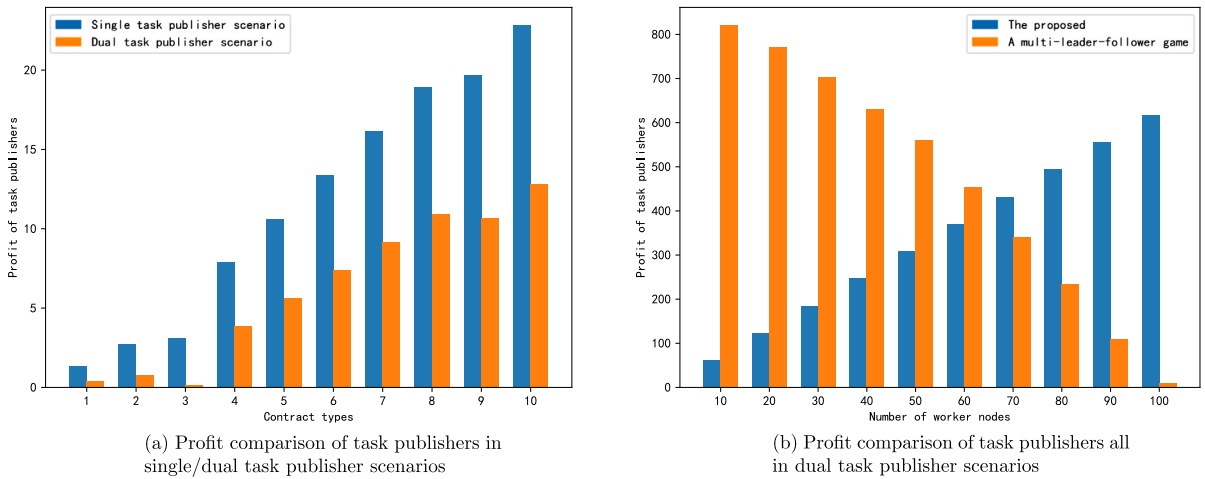 Single task publisher scenario
Dual task publisher scenario
Profit of task publishers
20
15
10
5
0
1 2 3 4 5 6 7 8 9 10
Contract types
(a) Profit comparison of task publishers in
single/dual task publisher scenarios
The proposed
A multi-leader-follower game
Profit of task publishers
800
700
600
500
400
300
200
100
0
10 20 30 40 50 60 70 80 90 100
Number of worker nodes
(b) Profit comparison of task publishers all
in dual task publisher scenarios